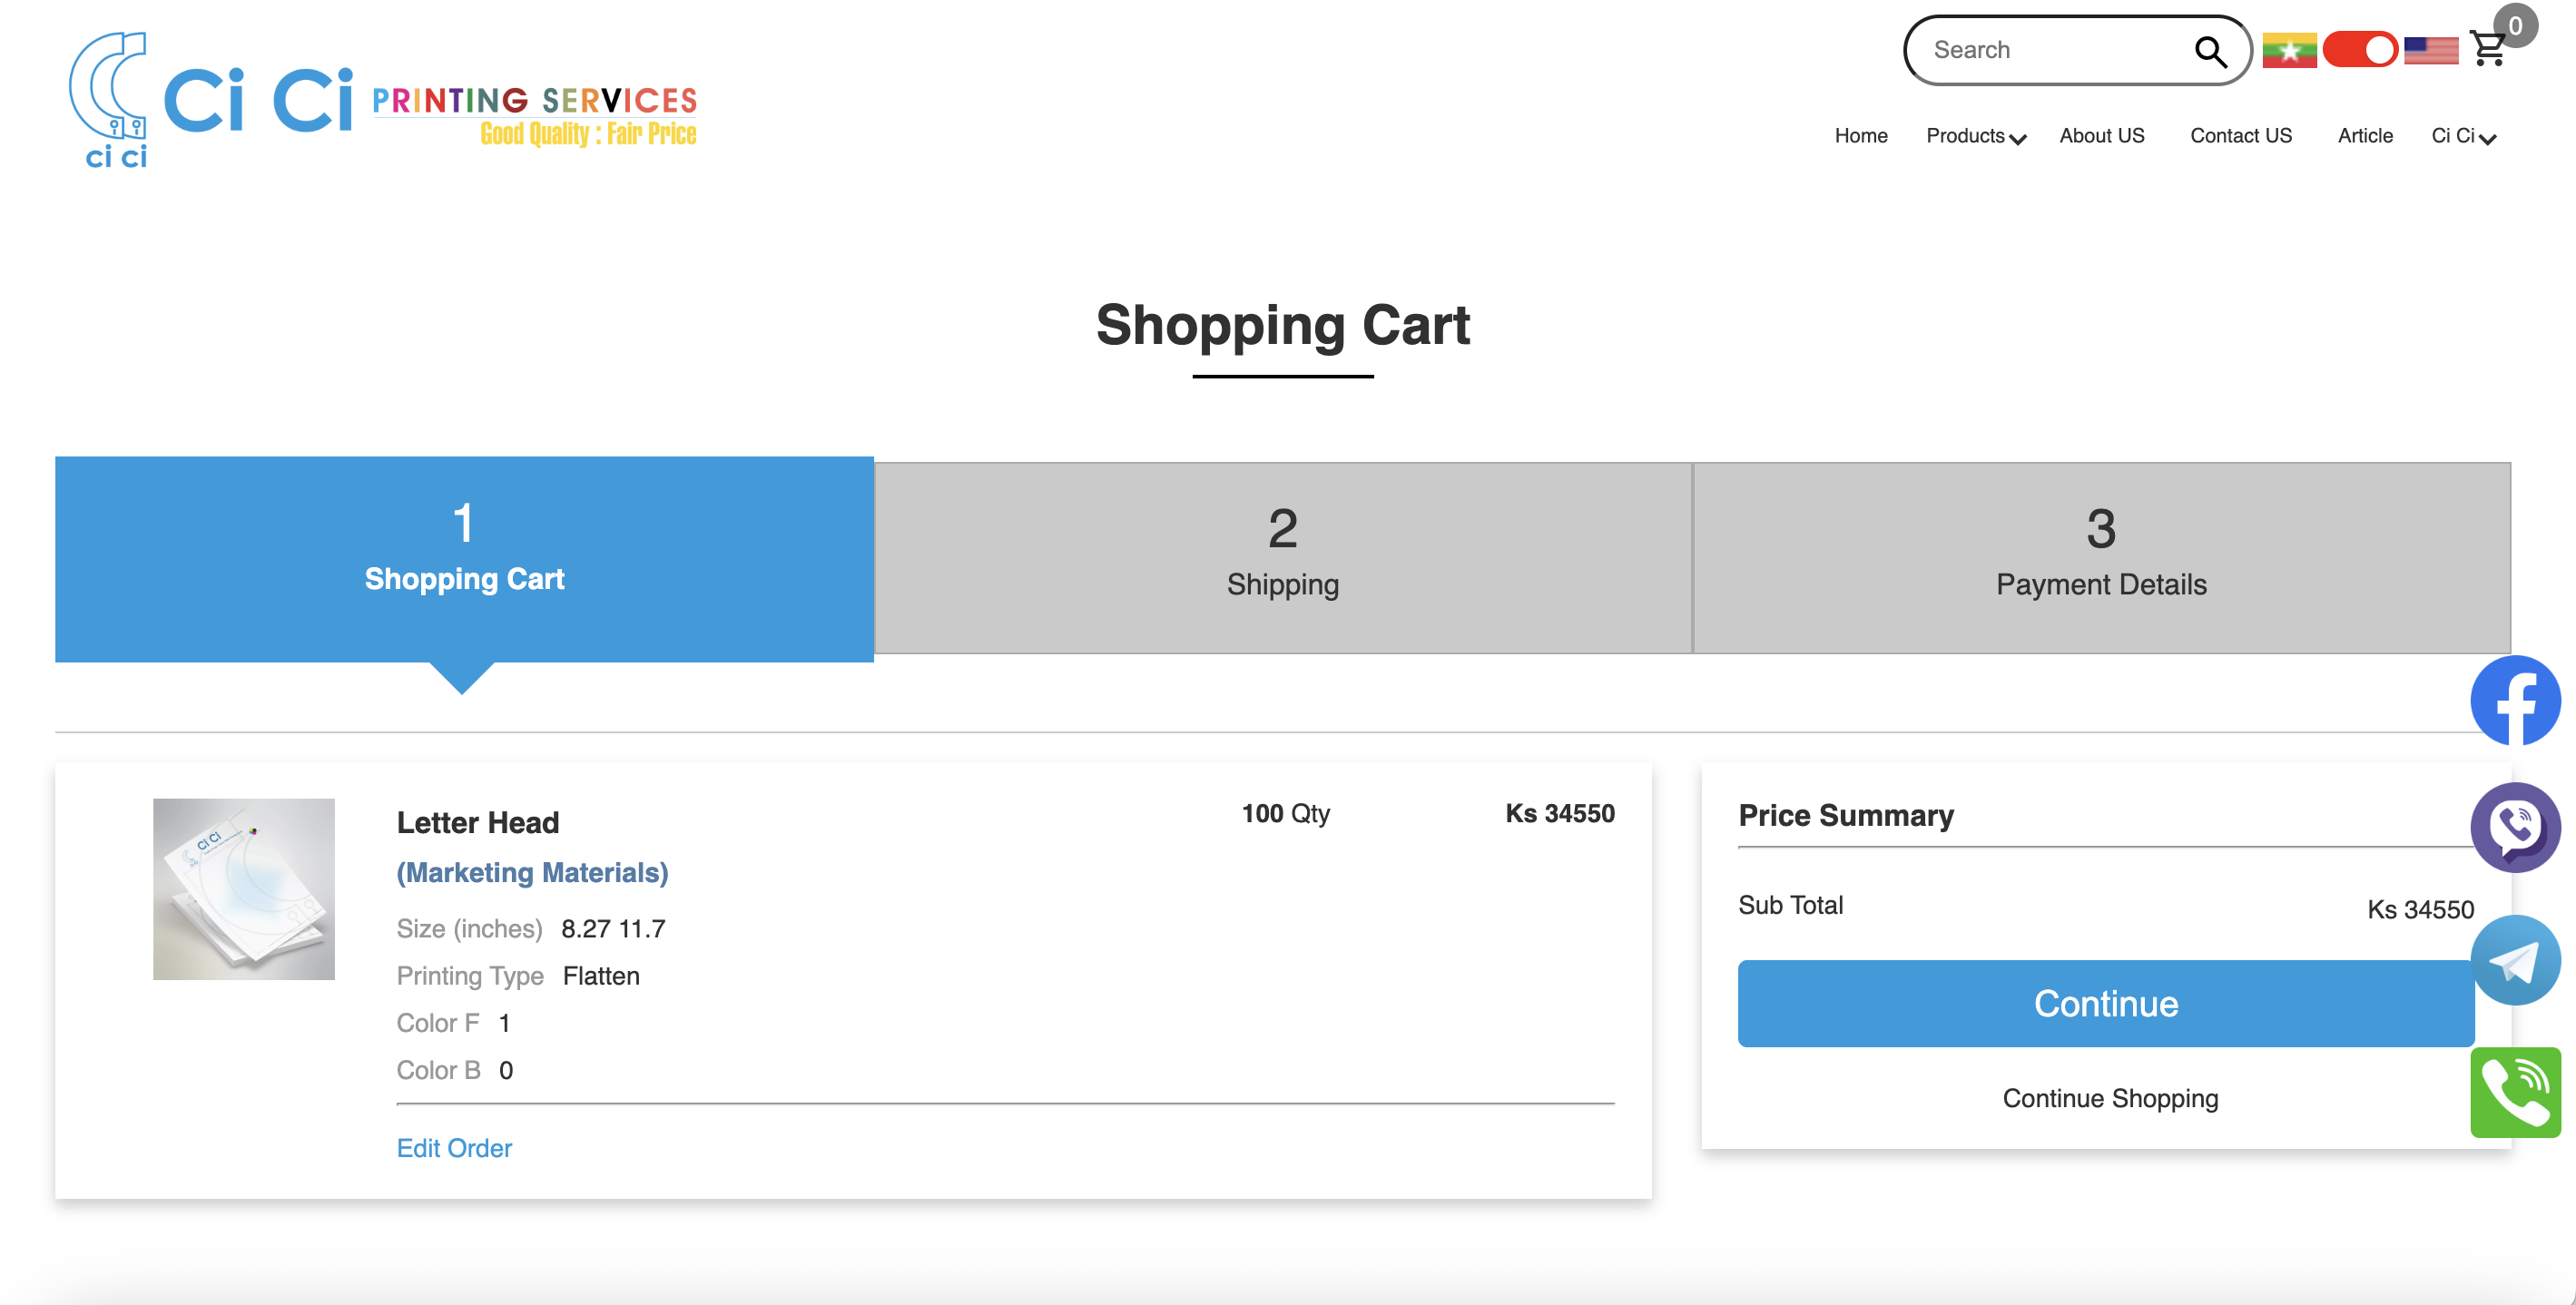 ci ci
Ci Ci PRINTING SERVICES
Good Quality : Fair Price
Search
0
Home Products About US Contact US Article Ci Ci
Shopping Cart
1
Shopping Cart
2
Shipping
3
Payment Details
Letter Head
100 Qty
Ks 34550
(Marketing Materials)
Size (inches) 8.27 11.7
Printing Type Flatten
Color F 1
Color B 0
Edit Order
Ci Ci
Price Summary
Sub Total
Ks 34550
Continue
Continue Shopping